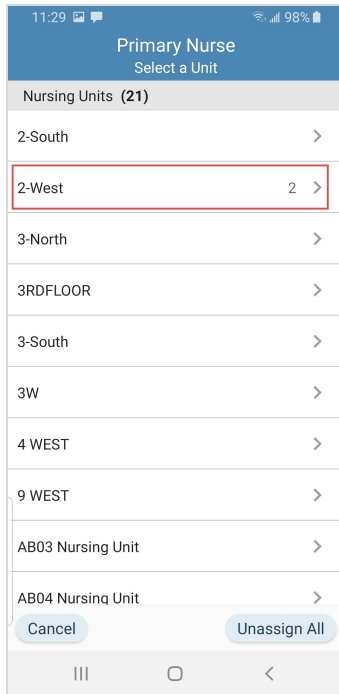 11:29 98%
Primary Nurse
Select a Unit
Nursing Units (21)
2-South
2-West 2
3-North
3RDFLOOR
3-South
3W
4 WEST
9 WEST
AB03 Nursing Unit
AB04 Nursing Unit
Cancel Unassign All